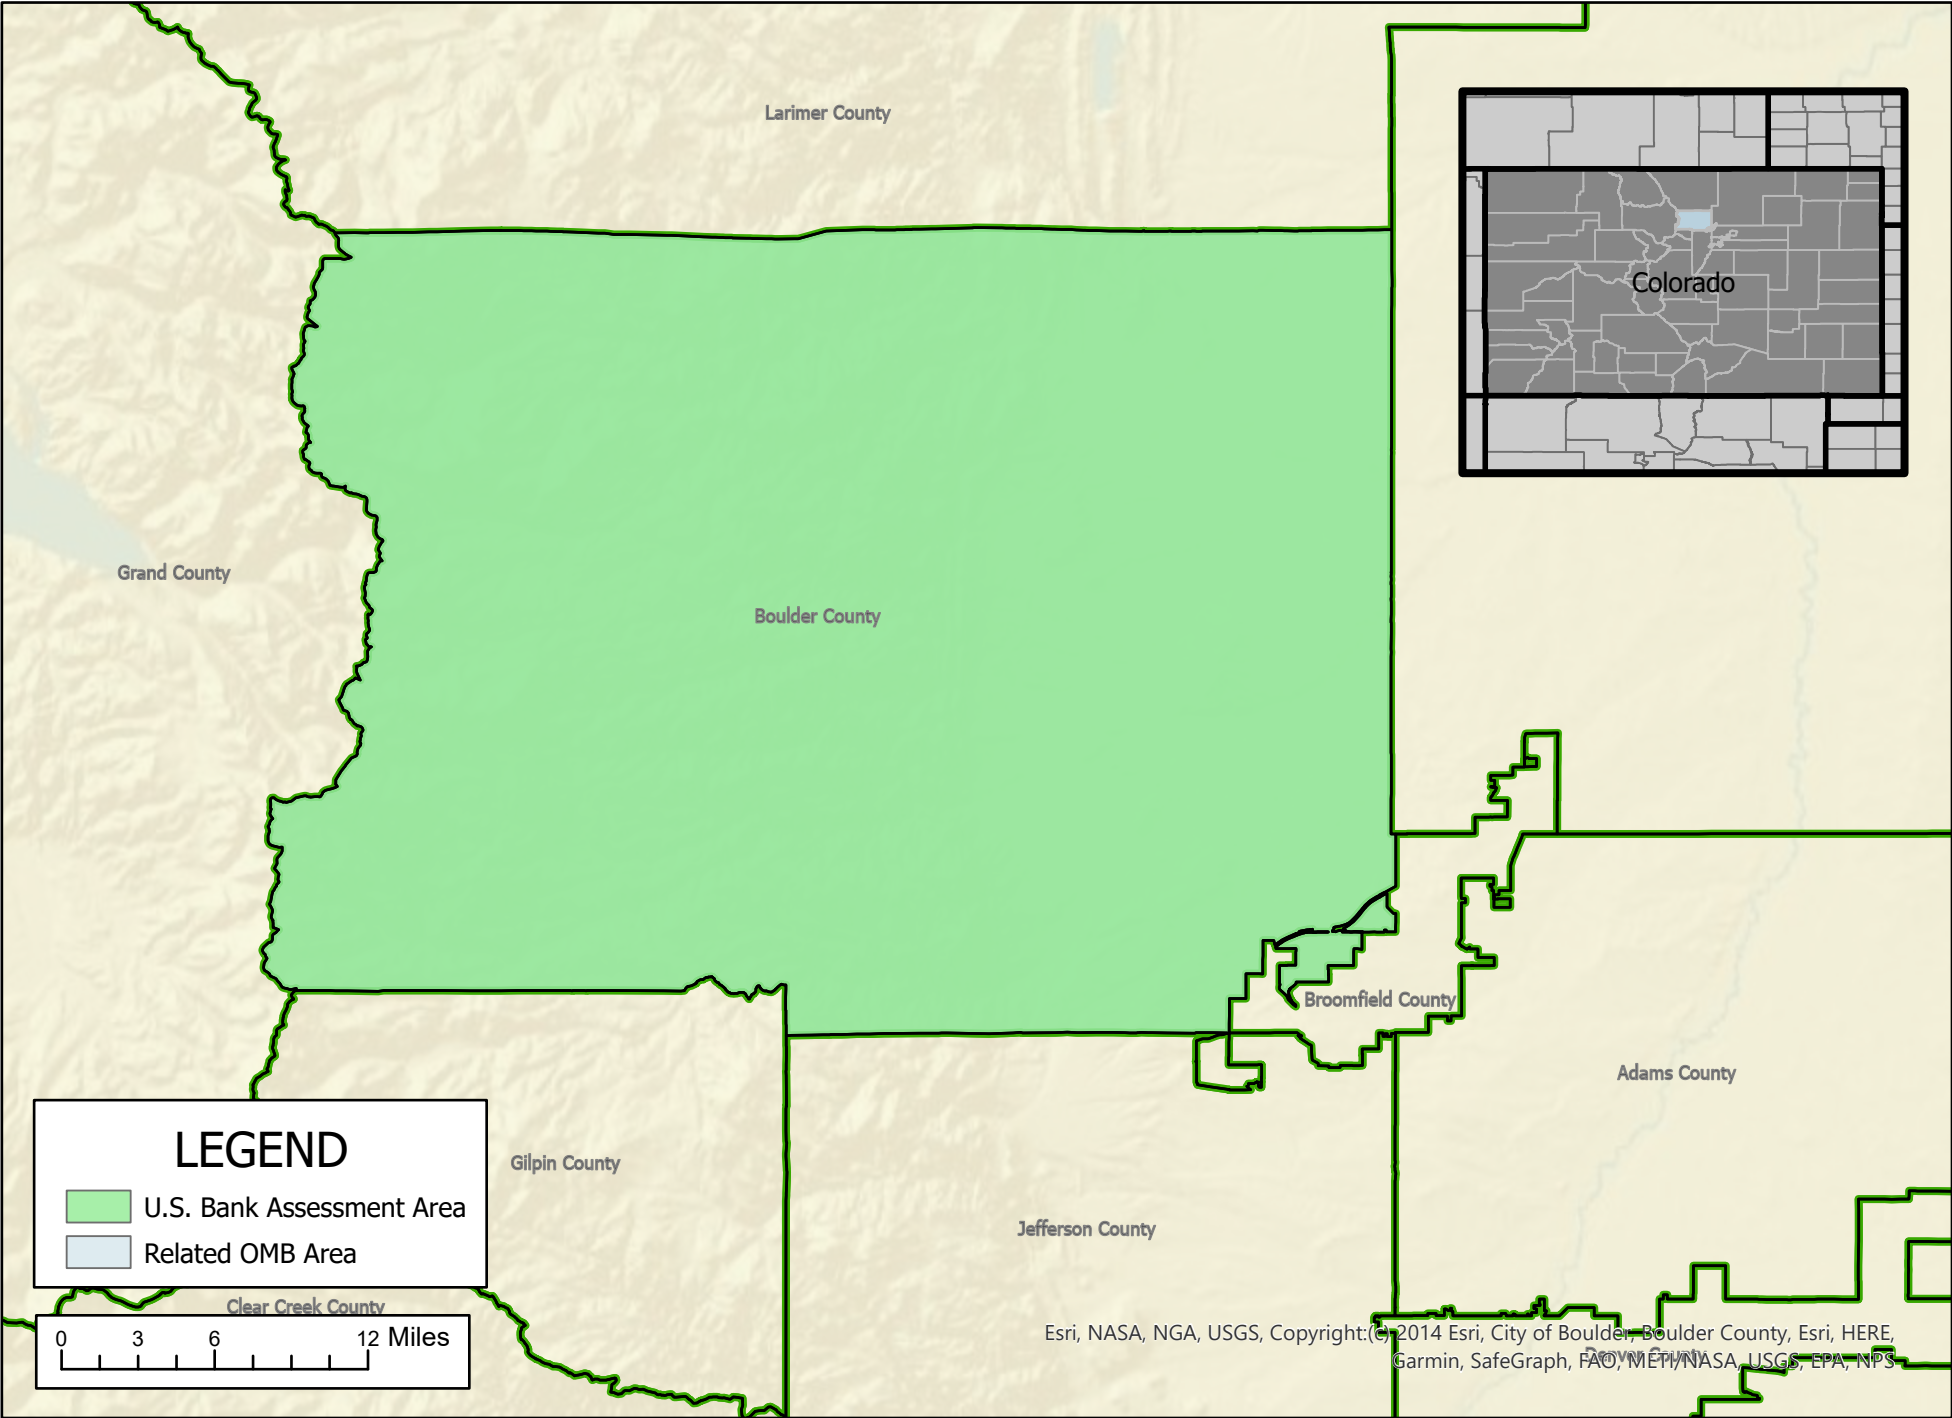 Larimer County
Colorado
Grand County
Boulder County
Broomfield County
Adams County
Gilpin County
Jefferson County
LEGEND
U.S. Bank Assessment Area
Related OMB Area
Clear Creek County
0 3 6 12 Miles
Esri, NASA, NGA, USGS, Copyright:(c) 2014 Esri, City of Boulder, Boulder County, Esri, HERE,
Garmin, SafeGraph, FAO, METI/NASA, USGS, EPA, NPS
Denver County